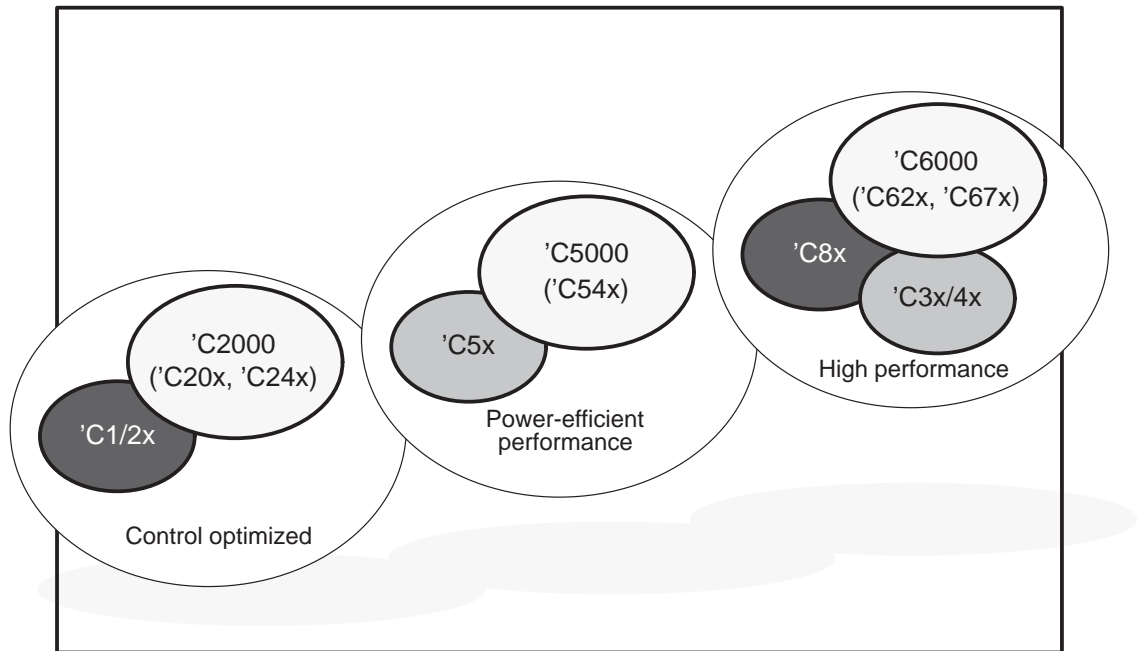 ’C2000
(’C20x, ’C24x)
’C1/2x
Control optimized
’C5000
(’C54x)
’C5x
Power-efficient
performance
’C6000
(’C62x, ’C67x)
’C8x
’C3x/4x
High performance